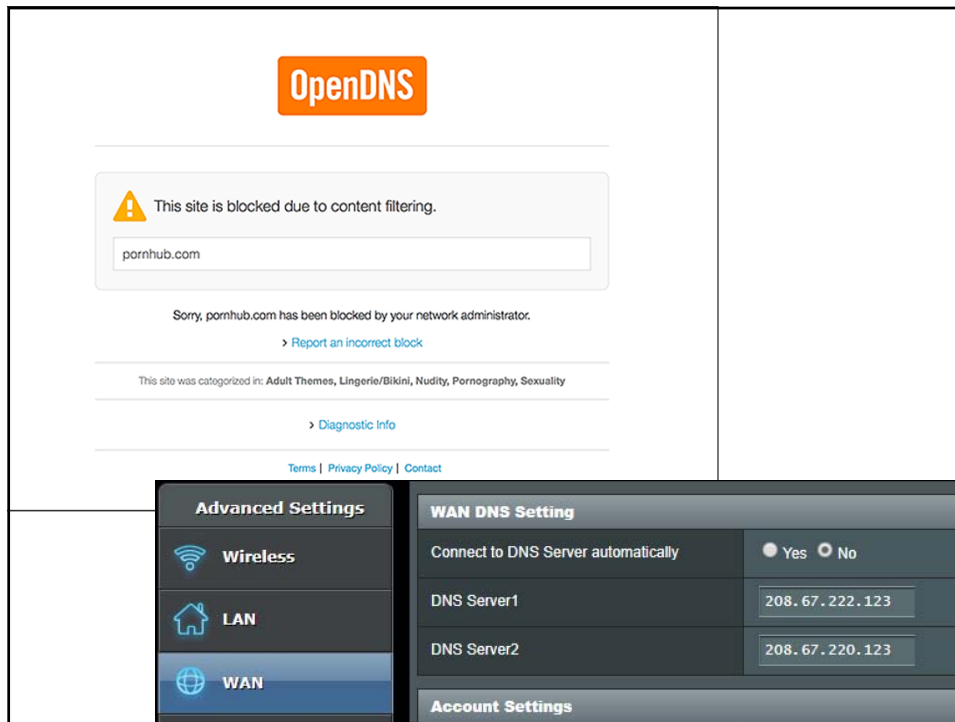 OpenDNS
This site is blocked due to content filtering.
pornhub.com
Sorry, pornhub.com has been blocked by your network administrator.
> Report an incorrect block
This site was categorized in: Adult Themes, Lingerie/Bikini, Nudity, Pornography, Sexuality
> Diagnostic Info
Terms | Privacy Policy | Contact
Advanced Settings
Wireless
LAN
WAN
WAN DNS Setting
Connect to DNS Server automatically Yes No
DNS Server1 208.67.222.123
DNS Server2 208.67.220.123
Account Settings